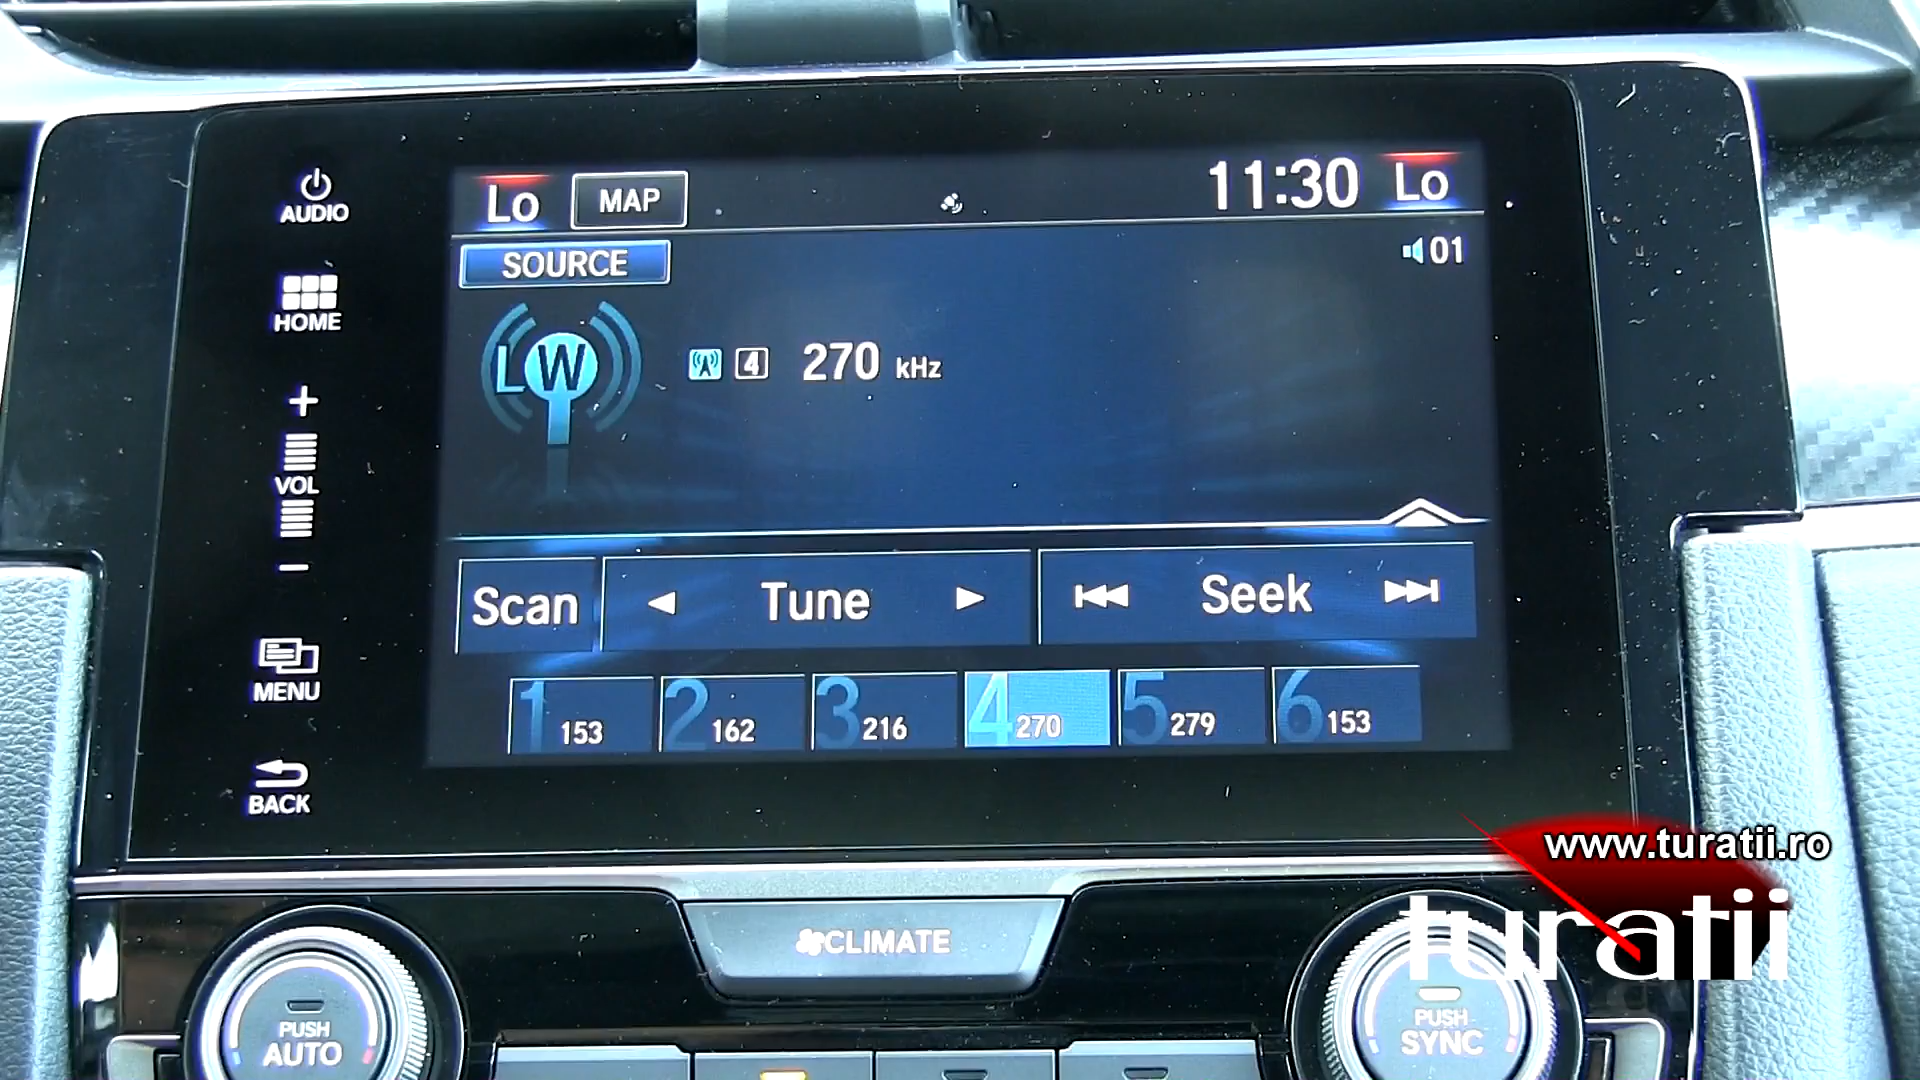 AUDIO
HOME
+
VOL
−
MENU
BACK
Lo MAP 11:30 Lo
SOURCE
01
LW
4 270 kHz
Scan Tune Seek
1 153 2 162 3 216 4 270 5 279 6 153
www.turatii.ro
turatii
CLIMATE
PUSH
AUTO
PUSH
SYNC